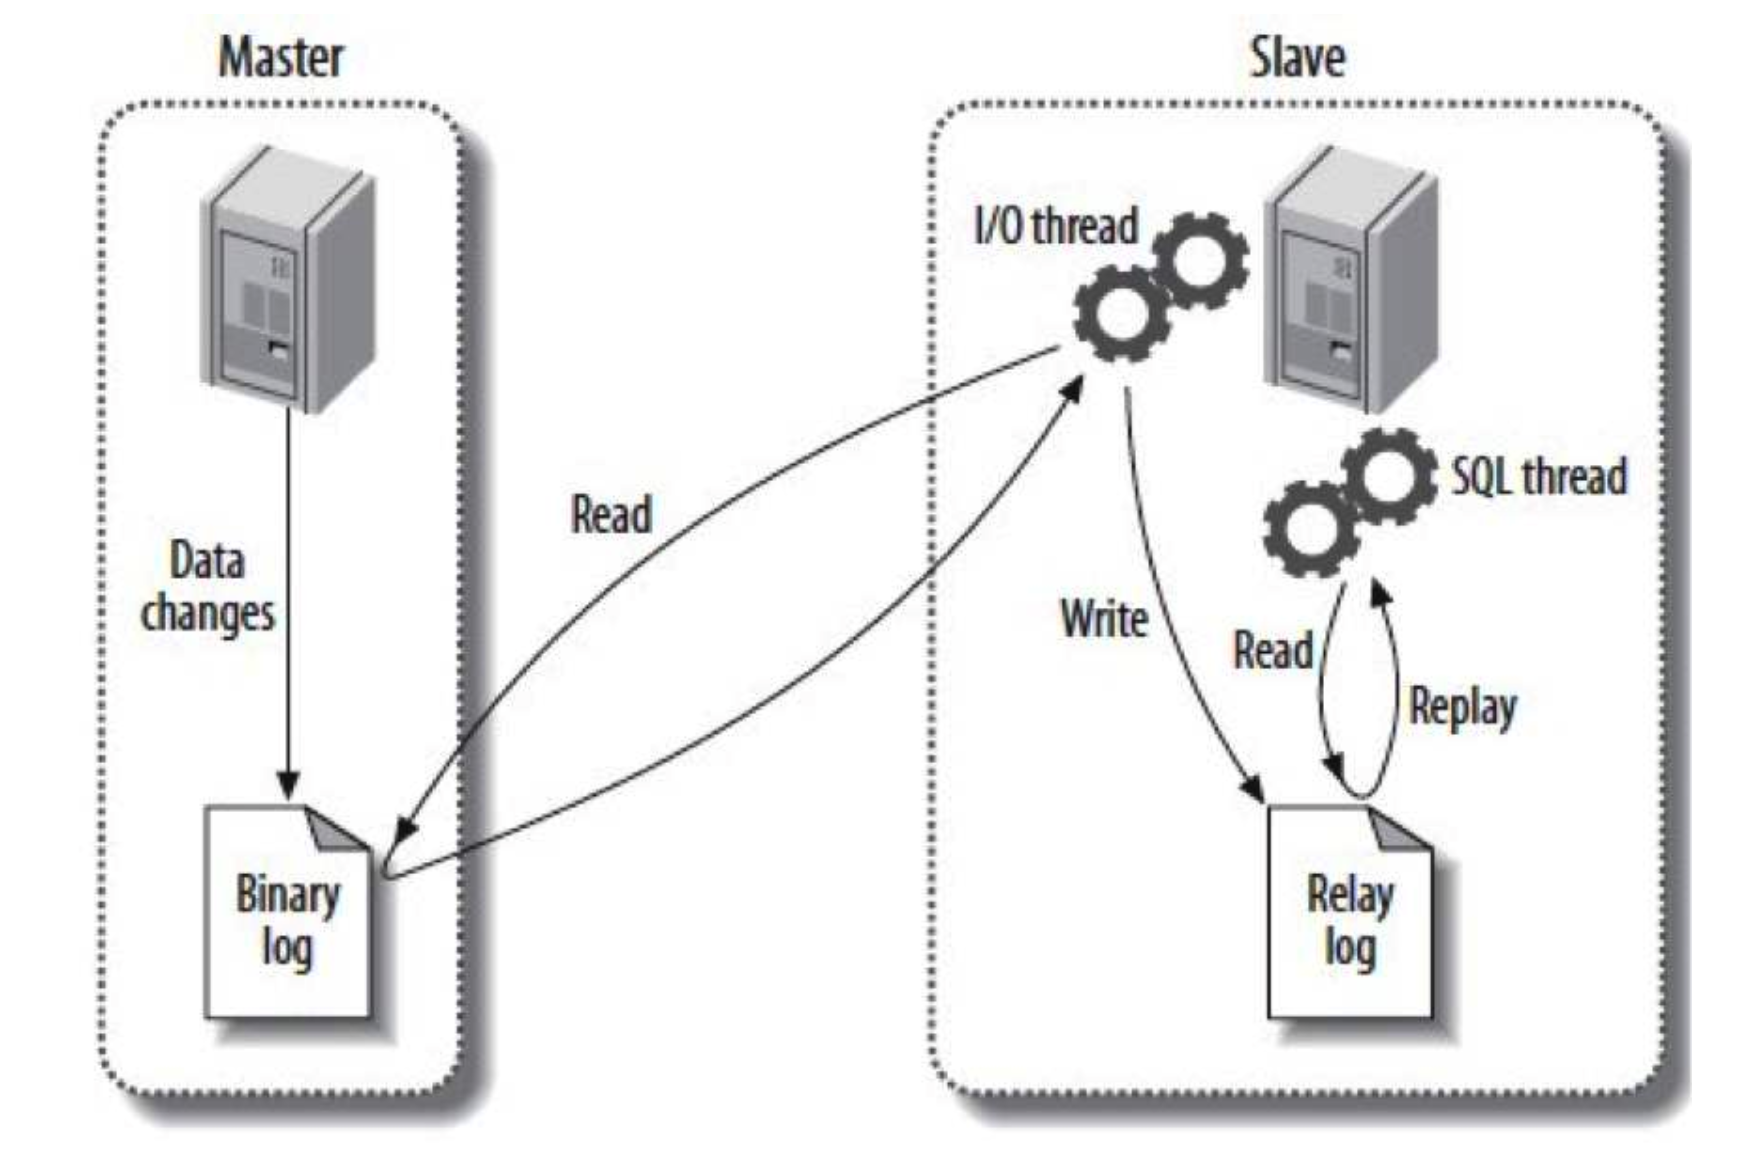 Master
Slave
I/O thread
SQL thread
Read
Data
changes
Write
Read
Replay
Binary
log
Relay
log